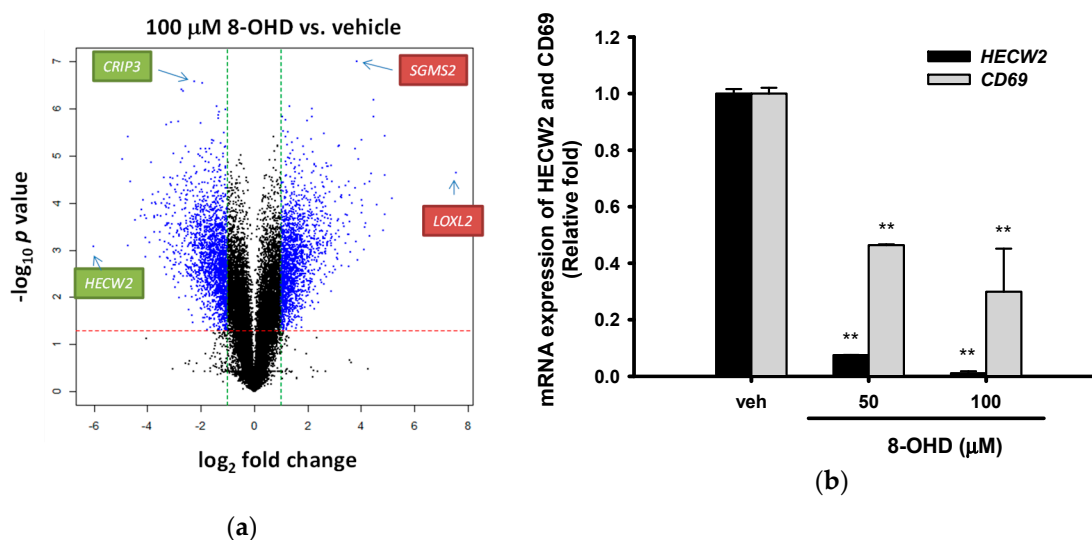 100 μM 8-OHD vs. vehicle
CRIP3
SGMS2
LOXL2
HECW2
-log10 p value
7
6
5
4
3
2
1
0
-6 -4 -2 0 2 4 6 8
log2 fold change
(a)
mRNA expression of HECW2 and CD69
(Relative fold)
1.2
1.0
0.8
0.6
0.4
0.2
0.0
HECW2
CD69
**
**
**
**
veh 50 100
8-OHD (μM)
(b)